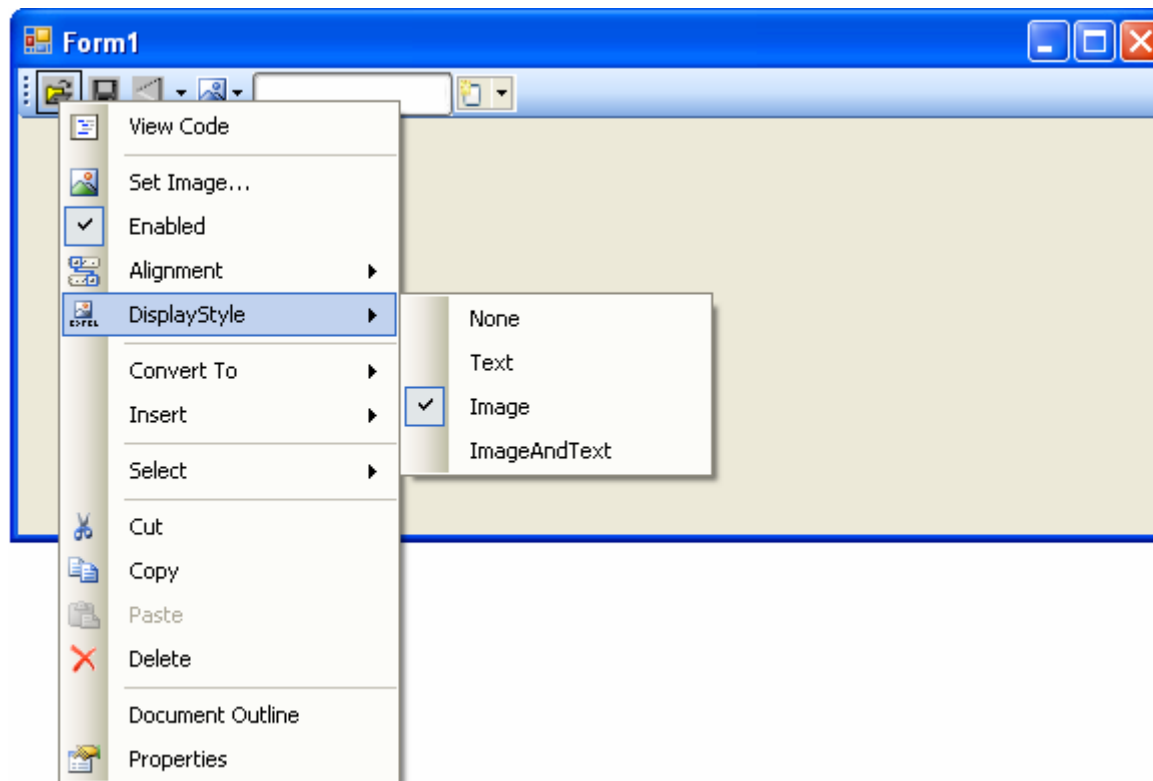 Form1
View Code
Set Image...
Enabled
Alignment
DisplayStyle
None
Text
Image
ImageAndText
Convert To
Insert
Select
Cut
Copy
Paste
Delete
Document Outline
Properties